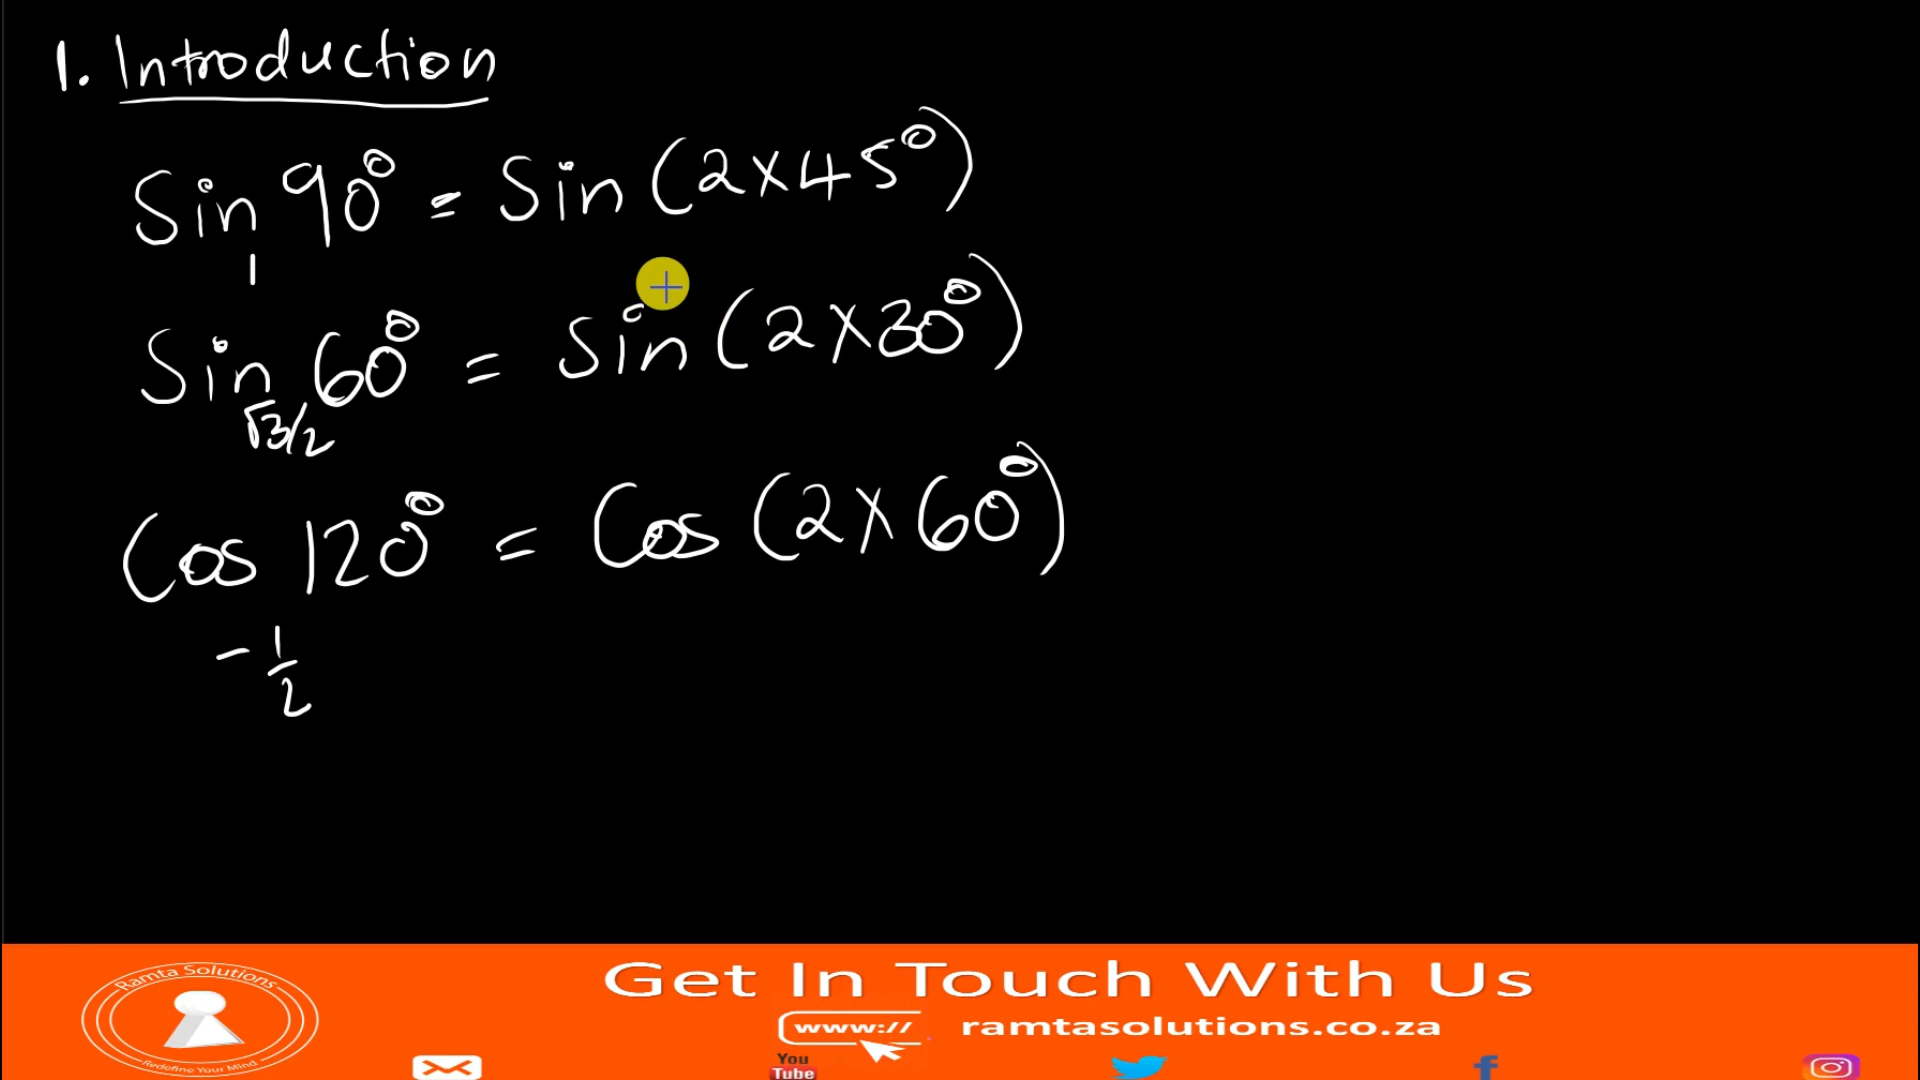 1. Introduction
Sin 90° = Sin (2x45°)
1
Sin 60° = Sin (2x30°)
√3/2
Cos 120° = Cos (2x60°)
-1/2
Get In Touch With Us
www:// ramtasolutions.co.za
Ramta Solutions
Redefine Your Mind
You
Tube